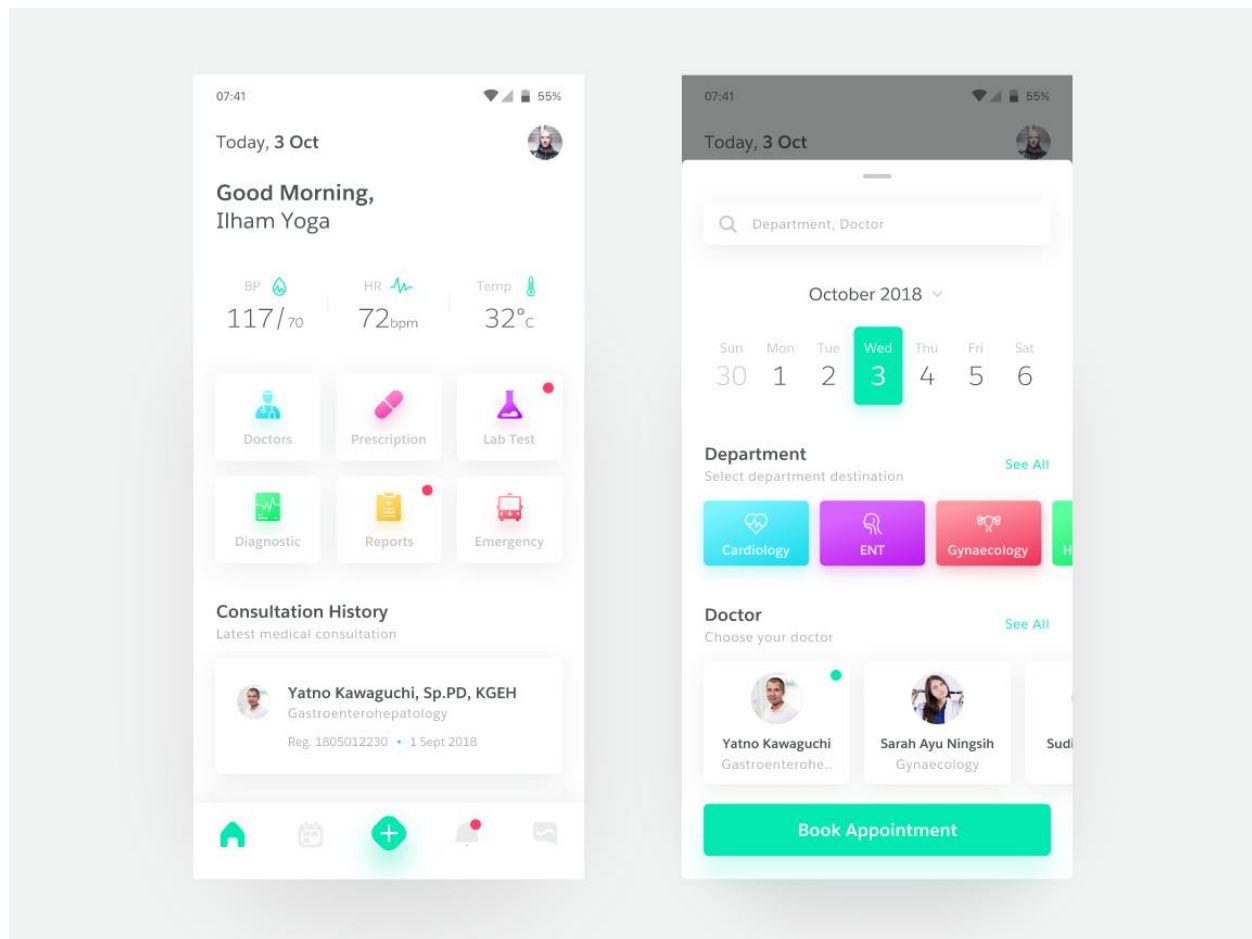 07:41
55%
Today, 3 Oct
Good Morning,
Ilham Yoga
BP HR Temp
117/70 72bpm 32°C
Doctors Prescription Lab Test
Diagnostic Reports Emergency
Consultation History
Latest medical consultation
Yatno Kawaguchi, Sp.PD, KGEH
Gastroenterohepatology
Reg. 1805012230 • 1 Sept 2018
07:41
55%
Today, 3 Oct
Department, Doctor
October 2018
Sun Mon Tue Wed Thu Fri Sat
30 1 2 3 4 5 6
Department
Select department destination
See All
Cardiology ENT Gynaecology H
Doctor
Choose your doctor
See All
Yatno Kawaguchi Sarah Ayu Ningsih Sudi
Gastroenterohe.. Gynaecology
Book Appointment